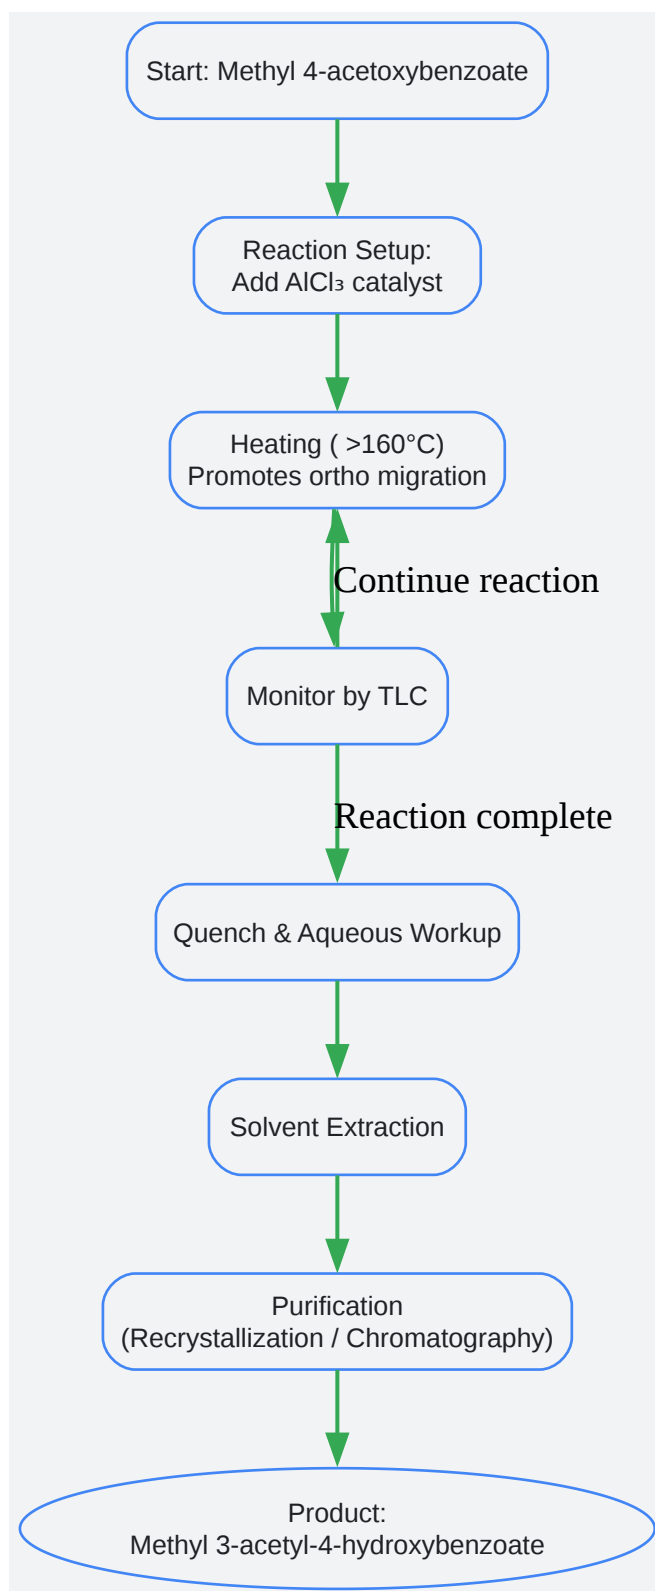 Start: Methyl 4-acetoxybenzoate
Reaction Setup:
Add AlCl₃ catalyst
Heating ( >160°C)
Promotes ortho migration
Continue reaction
Monitor by TLC
Reaction complete
Quench & Aqueous Workup
Solvent Extraction
Purification
(Recrystallization / Chromatography)
Product:
Methyl 3-acetyl-4-hydroxybenzoate